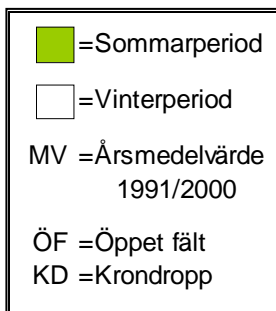 =Sommarperiod
=Vinterperiod
MV =Årsmedelvärde
1991/2000
ÖF =Öppet fält
KD =Krondropp